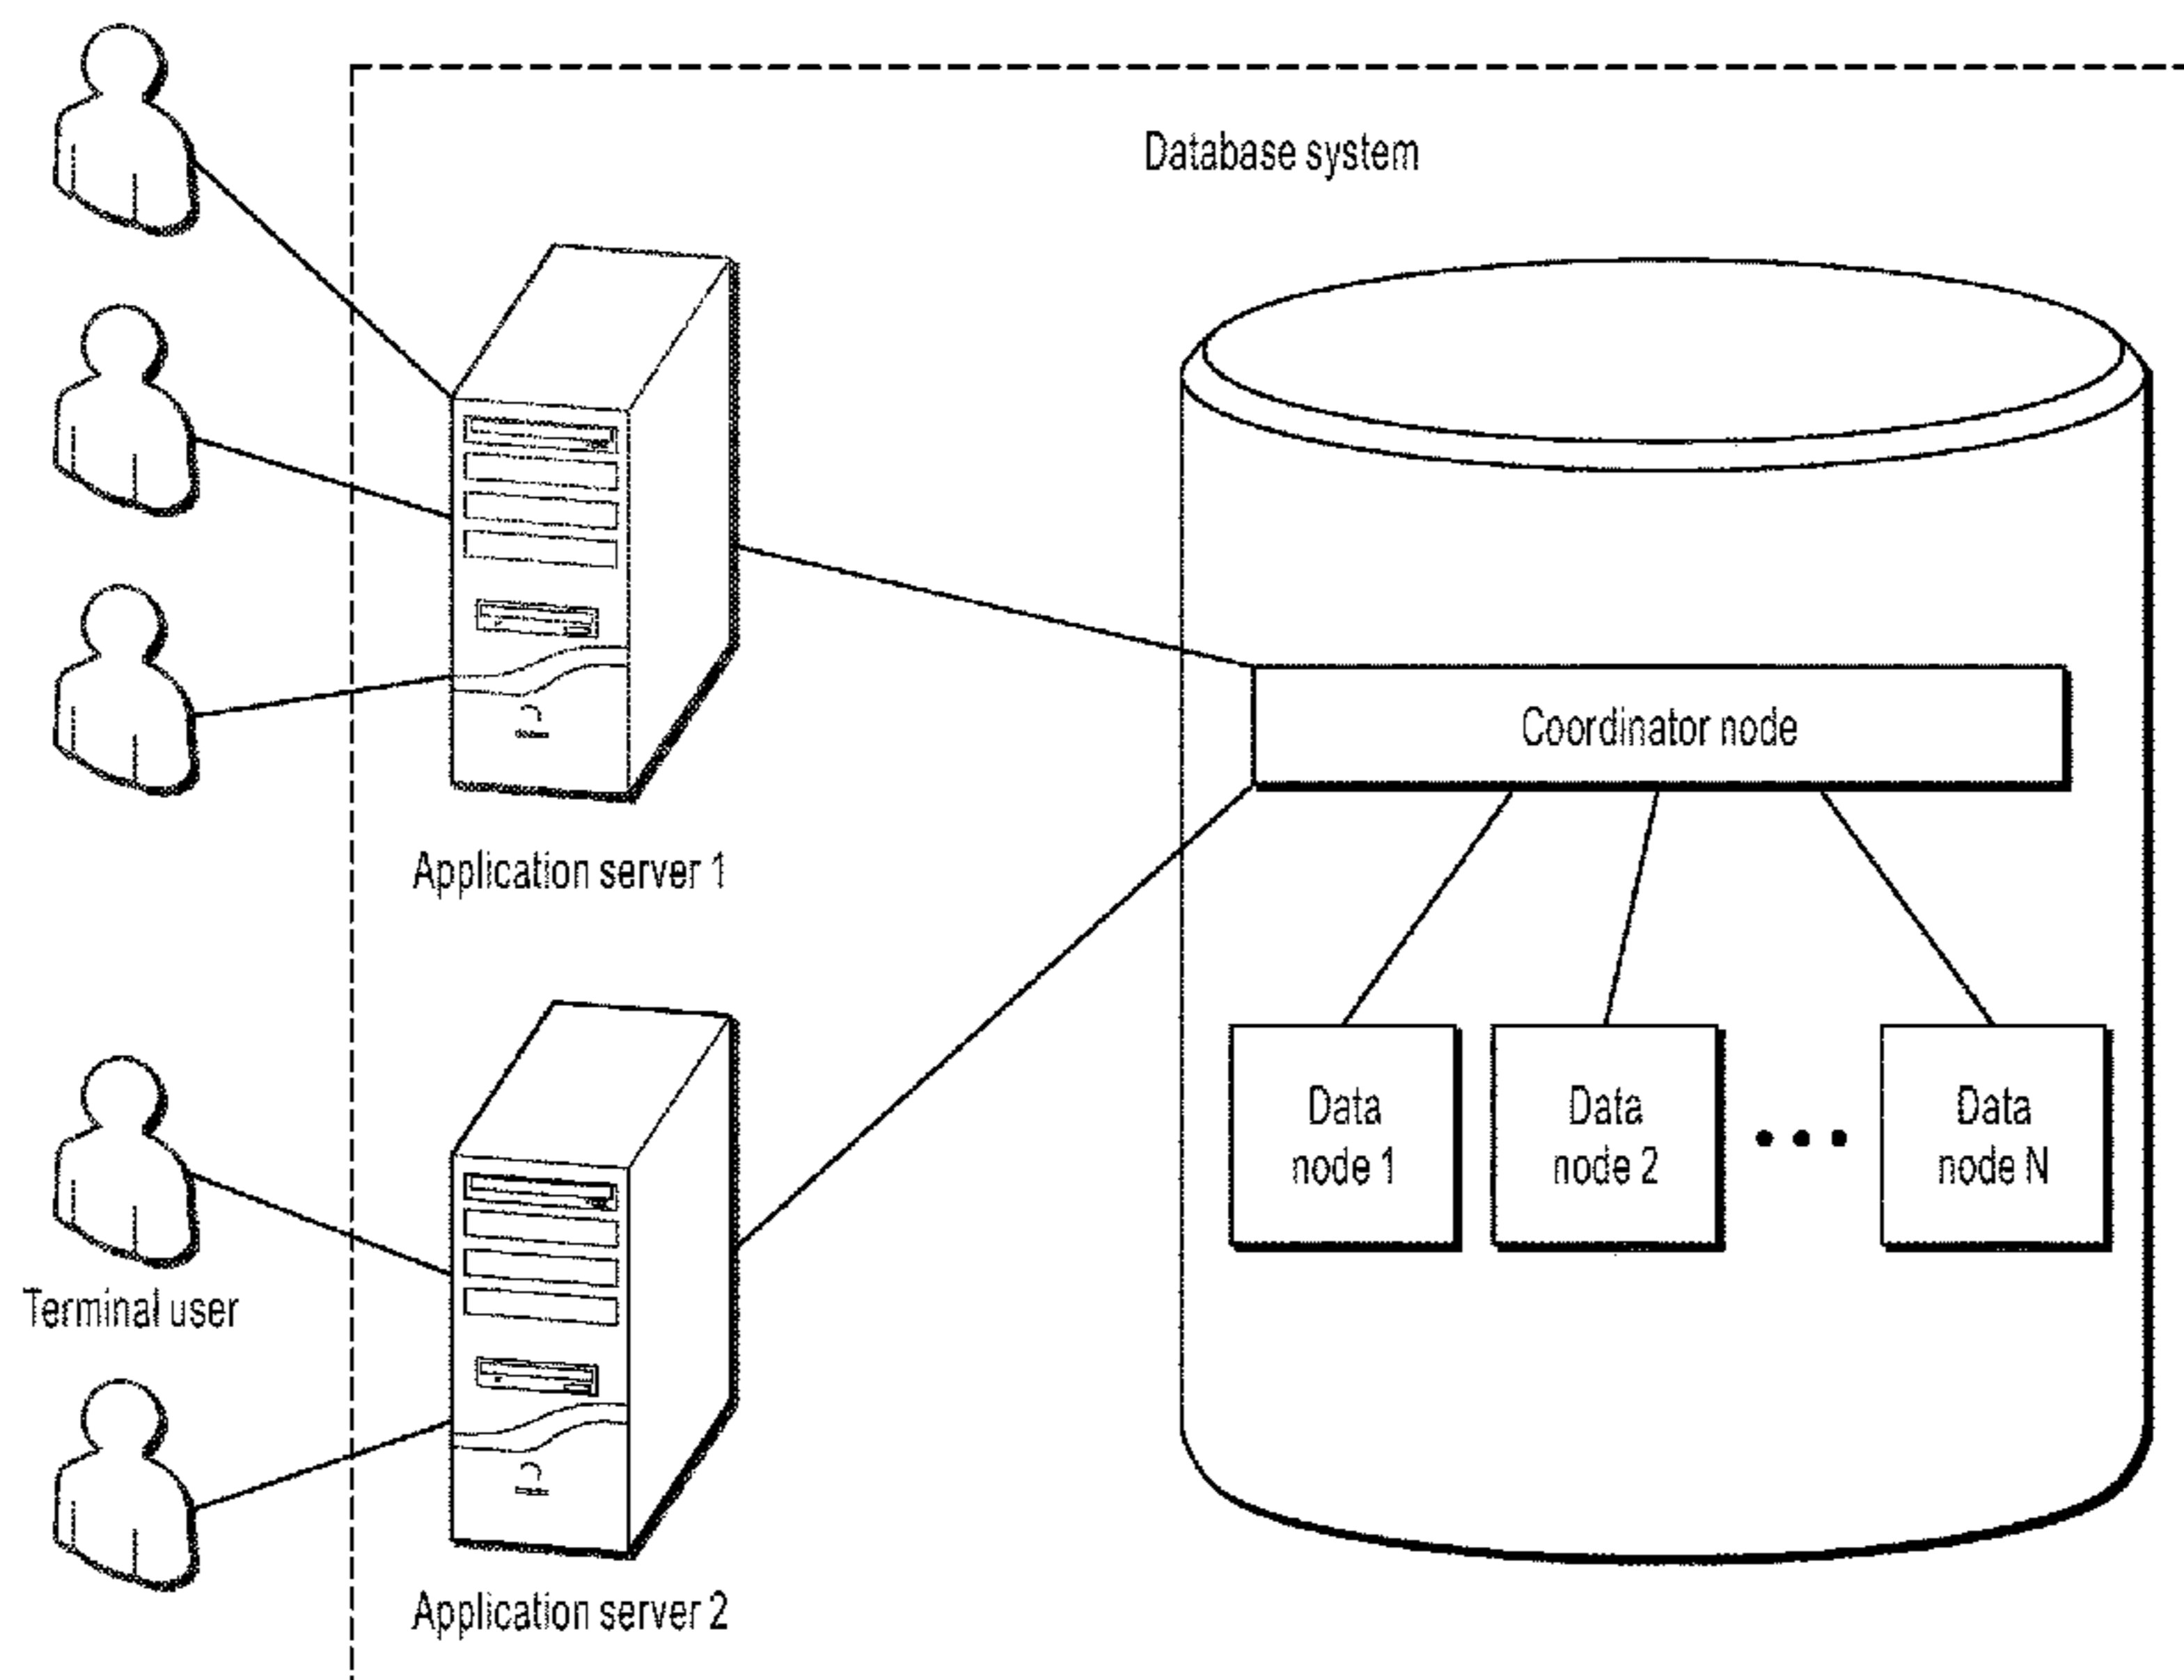 Database system
Coordinator node
Application server 1
Data
node 1
Data
node 2
Data
node N
Terminal user
Application server 2